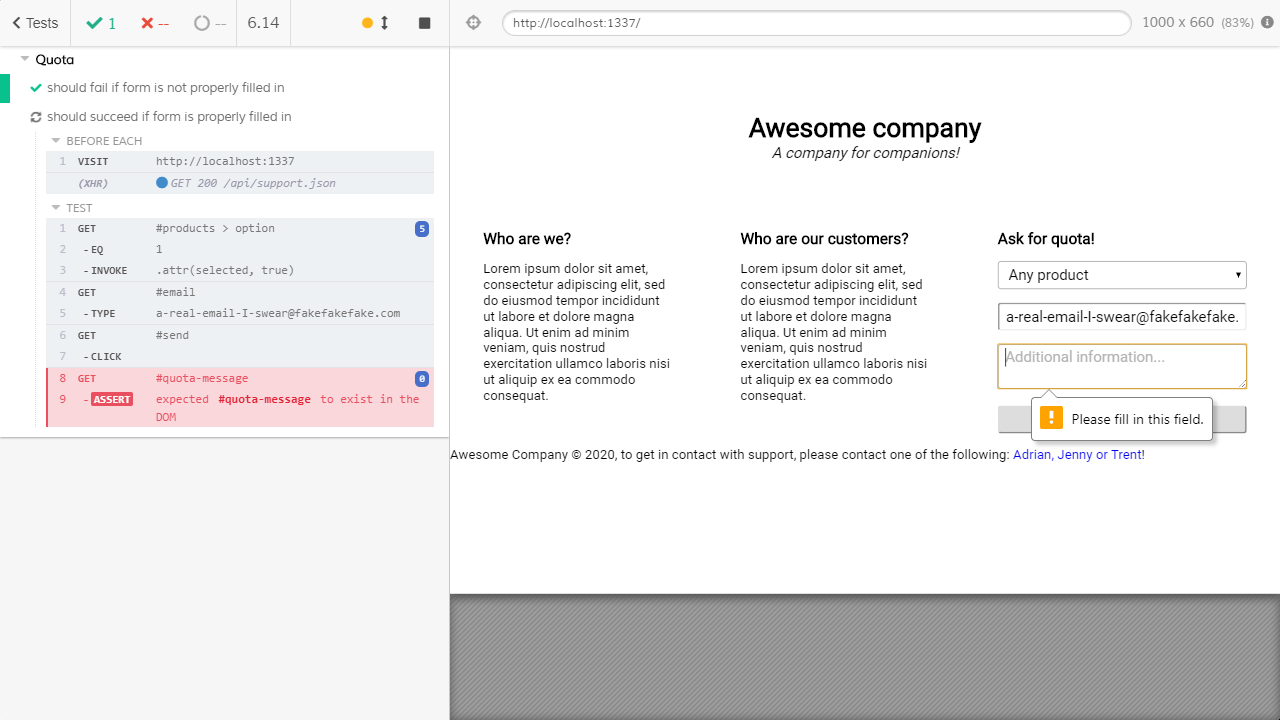 Tests 1 -- -- 6.14
http://localhost:1337/ 1000 x 660 (83%)
Quota
should fail if form is not properly filled in
should succeed if form is properly filled in
BEFORE EACH
1 VISIT http://localhost:1337
(XHR) GET 200 /api/support.json
TEST
1 GET #products > option 5
2 -EQ 1
3 -INVOKE .attr(selected, true)
4 GET #email
5 -TYPE a-real-email-I-swear@fakefakefake.com
6 GET #send
7 -CLICK
8 GET #quota-message 0
9 -ASSERT expected #quota-message to exist in the
DOM
Awesome company
A company for companions!
Who are we?
Lorem ipsum dolor sit amet,
consectetur adipiscing elit, sed
do eiusmod tempor incididunt
ut labore et dolore magna
aliqua. Ut enim ad minim
veniam, quis nostrud
exercitation ullamco laboris nisi
ut aliquip ex ea commodo
consequat.
Who are our customers?
Lorem ipsum dolor sit amet,
consectetur adipiscing elit, sed
do eiusmod tempor incididunt
ut labore et dolore magna
aliqua. Ut enim ad minim
veniam, quis nostrud
exercitation ullamco laboris nisi
ut aliquip ex ea commodo
consequat.
Ask for quota!
Any product
a-real-email-I-swear@fakefakefake.
Additional information...
Please fill in this field.
Awesome Company © 2020, to get in contact with support, please contact one of the following: Adrian, Jenny or Trent!